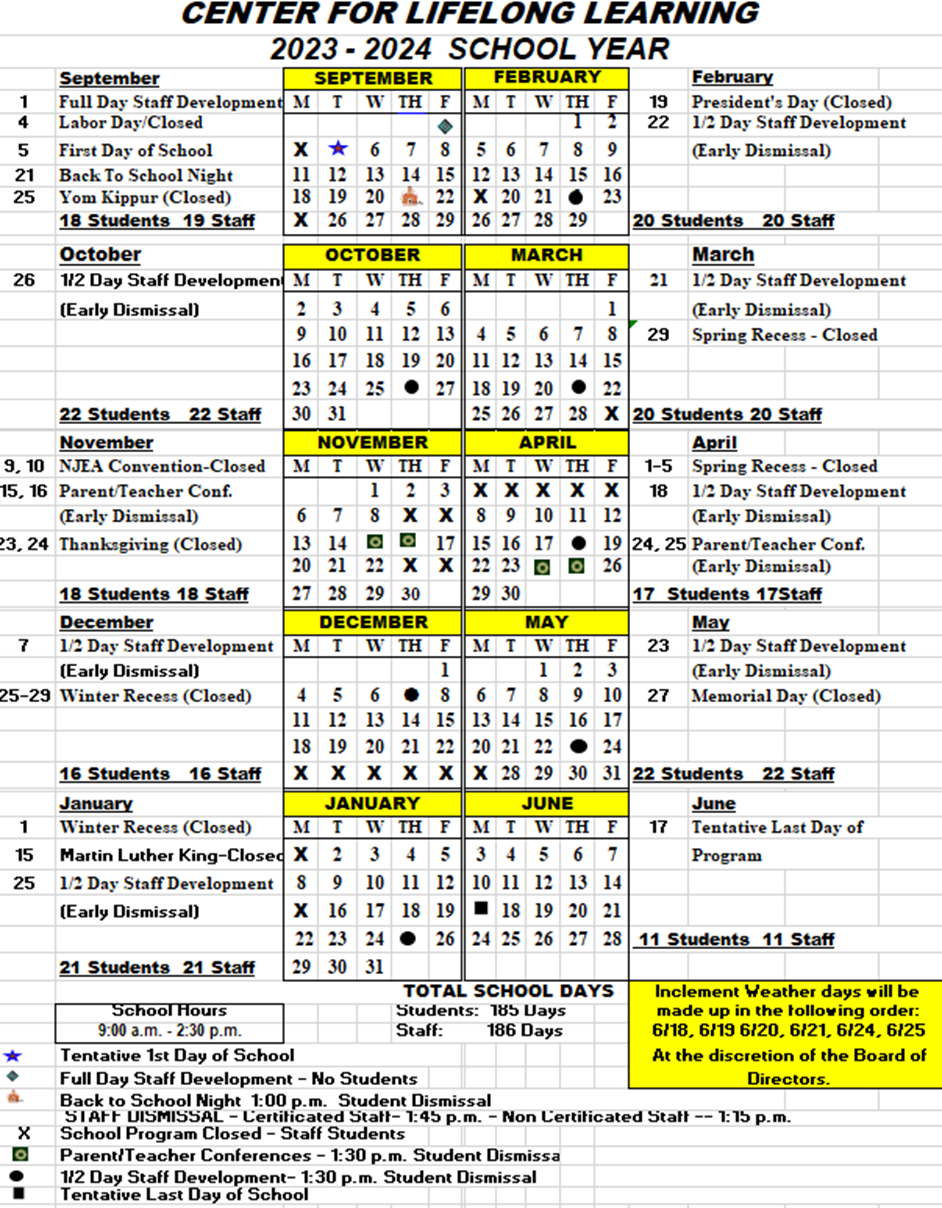 CENTER FOR LIFELONG LEARNING
2023 - 2024 SCHOOL YEAR
September SEPTEMBER FEBRUARY February
1 Full Day Staff Development M T W TH F M T W TH F 19 President's Day (Closed)
4 Labor Day/Closed 1 2 22 1/2 Day Staff Development
5 First Day of School X 6 7 8 5 6 7 8 9 (Early Dismissal)
21 Back To School Night 11 12 13 14 15 12 13 14 15 16
25 Yom Kippur (Closed) 18 19 20 22 X 20 21 23
18 Students 19 Staff X 26 27 28 29 26 27 28 29 20 Students 20 Staff
October OCTOBER MARCH March
26 1/2 Day Staff Developmen M T W TH F M T W TH F 21 1/2 Day Staff Development
(Early Dismissal) 2 3 4 5 6 1 (Early Dismissal)
9 10 11 12 13 4 5 6 7 8 29 Spring Recess - Closed
16 17 18 19 20 11 12 13 14 15
23 24 25 27 18 19 20 22
22 Students 22 Staff 30 31 25 26 27 28 X 20 Students 20 Staff
November NOVEMBER APRIL April
9, 10 NJEA Convention-Closed M T W TH F M T W TH F 1-5 Spring Recess - Closed
15, 16 Parent/Teacher Conf. 1 2 3 X X X X X 18 1/2 Day Staff Development
(Early Dismissal) 6 7 8 X X 8 9 10 11 12 (Early Dismissal)
23, 24 Thanksgiving (Closed) 13 14 17 15 16 17 19 24, 25 Parent/Teacher Conf.
20 21 22 X X 22 23 26 (Early Dismissal)
18 Students 18 Staff 27 28 29 30 29 30 17 Students 17Staff
December DECEMBER MAY May
7 1/2 Day Staff Development M T W TH F M T W TH F 23 1/2 Day Staff Development
(Early Dismissal) 1 1 2 3 (Early Dismissal)
25-29 Winter Recess (Closed) 4 5 6 8 6 7 8 9 10 27 Memorial Day (Closed)
11 12 13 14 15 13 14 15 16 17
18 19 20 21 22 20 21 22 24
16 Students 16 Staff X X X X X X 28 29 30 31 22 Students 22 Staff
January JANUARY JUNE June
1 Winter Recess (Closed) M T W TH F M T W TH F 17 Tentative Last Day of
15 Martin Luther King-Closed X 2 3 4 5 3 4 5 6 7 Program
25 1/2 Day Staff Development 8 9 10 11 12 10 11 12 13 14
(Early Dismissal) X 16 17 18 19 18 19 20 21
22 23 24 26 24 25 26 27 28 11 Students 11 Staff
21 Students 21 Staff 29 30 31
TOTAL SCHOOL DAYS
School Hours
9:00 a.m. - 2:30 p.m.
Students: 185 Days
Staff: 186 Days
Inclement Weather days will be
made up in the following order:
6/18, 6/19 6/20, 6/21, 6/24, 6/25
At the discretion of the Board of
Directors.
Tentative 1st Day of School
Full Day Staff Development - No Students
Back to School Night 1:00 p.m. Student Dismissal
STAFF DISMISSAL - Certificated Staff- 1:45 p.m. - Non Certificated Staff -- 1:15 p.m.
X School Program Closed - Staff Students
Parent/Teacher Conferences - 1:30 p.m. Student Dismissa
1/2 Day Staff Development- 1:30 p.m. Student Dismissal
Tentative Last Day of School